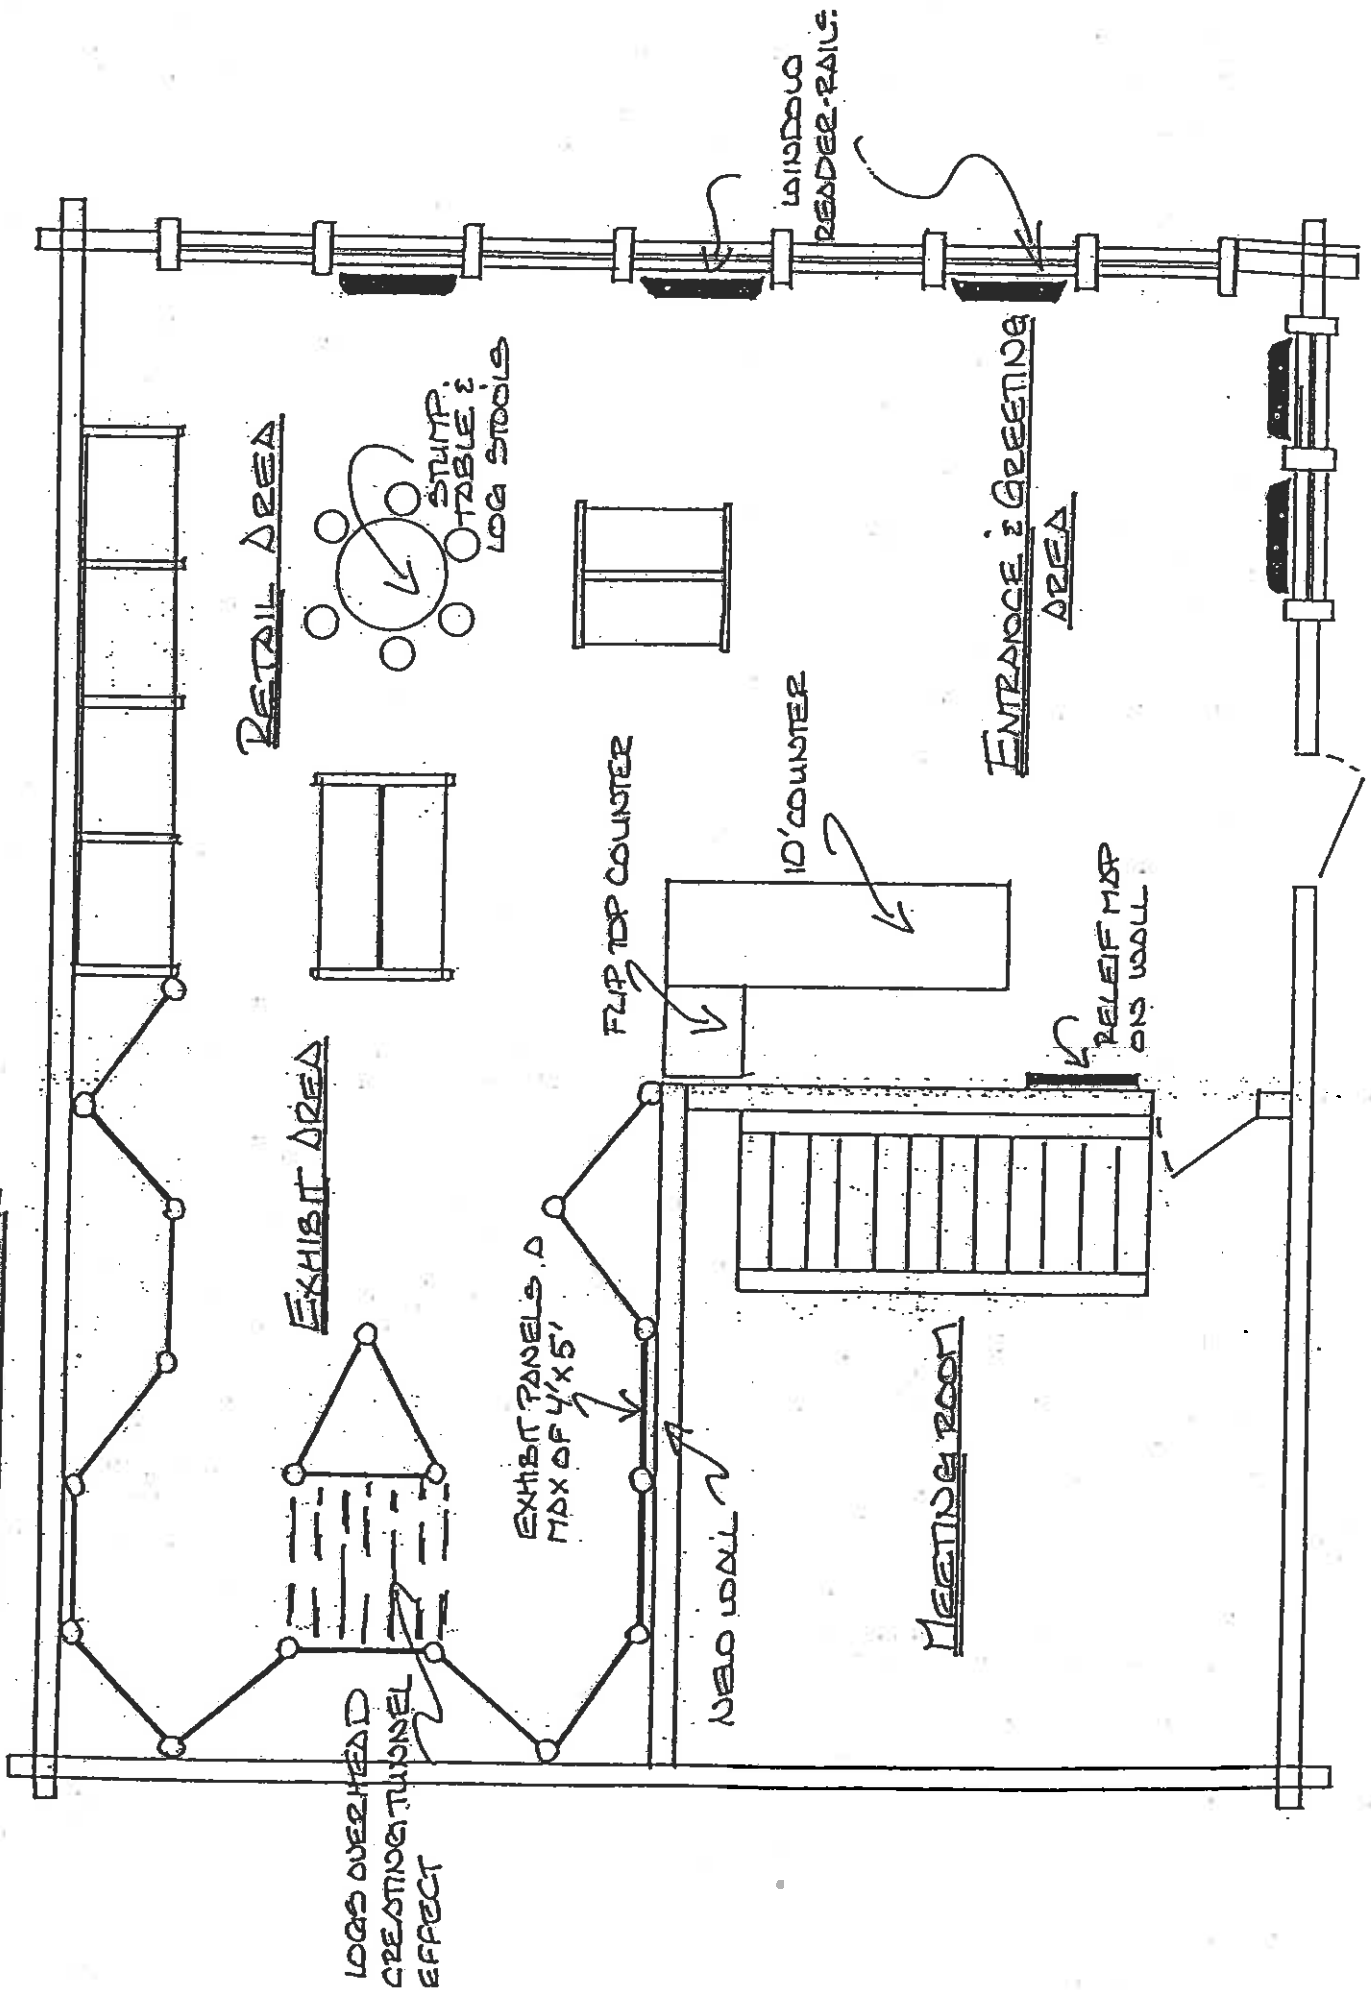 RETAIL AREA
EXHIBIT AREA
LOGS OVERHEAD
CREATING TUNNEL
EFFECT
STUMP
TABLE &
LOG STOOLS
EXHIBIT PANELS. A
MAX OF 4'X5'
FLIP TOP COUNTER
NEW WALL
10' COUNTER
WINDOW
READER-RAILS.
MEETING ROOM
ENTRANCE & GREETING
AREA
RELEIF MAP
ON WALL